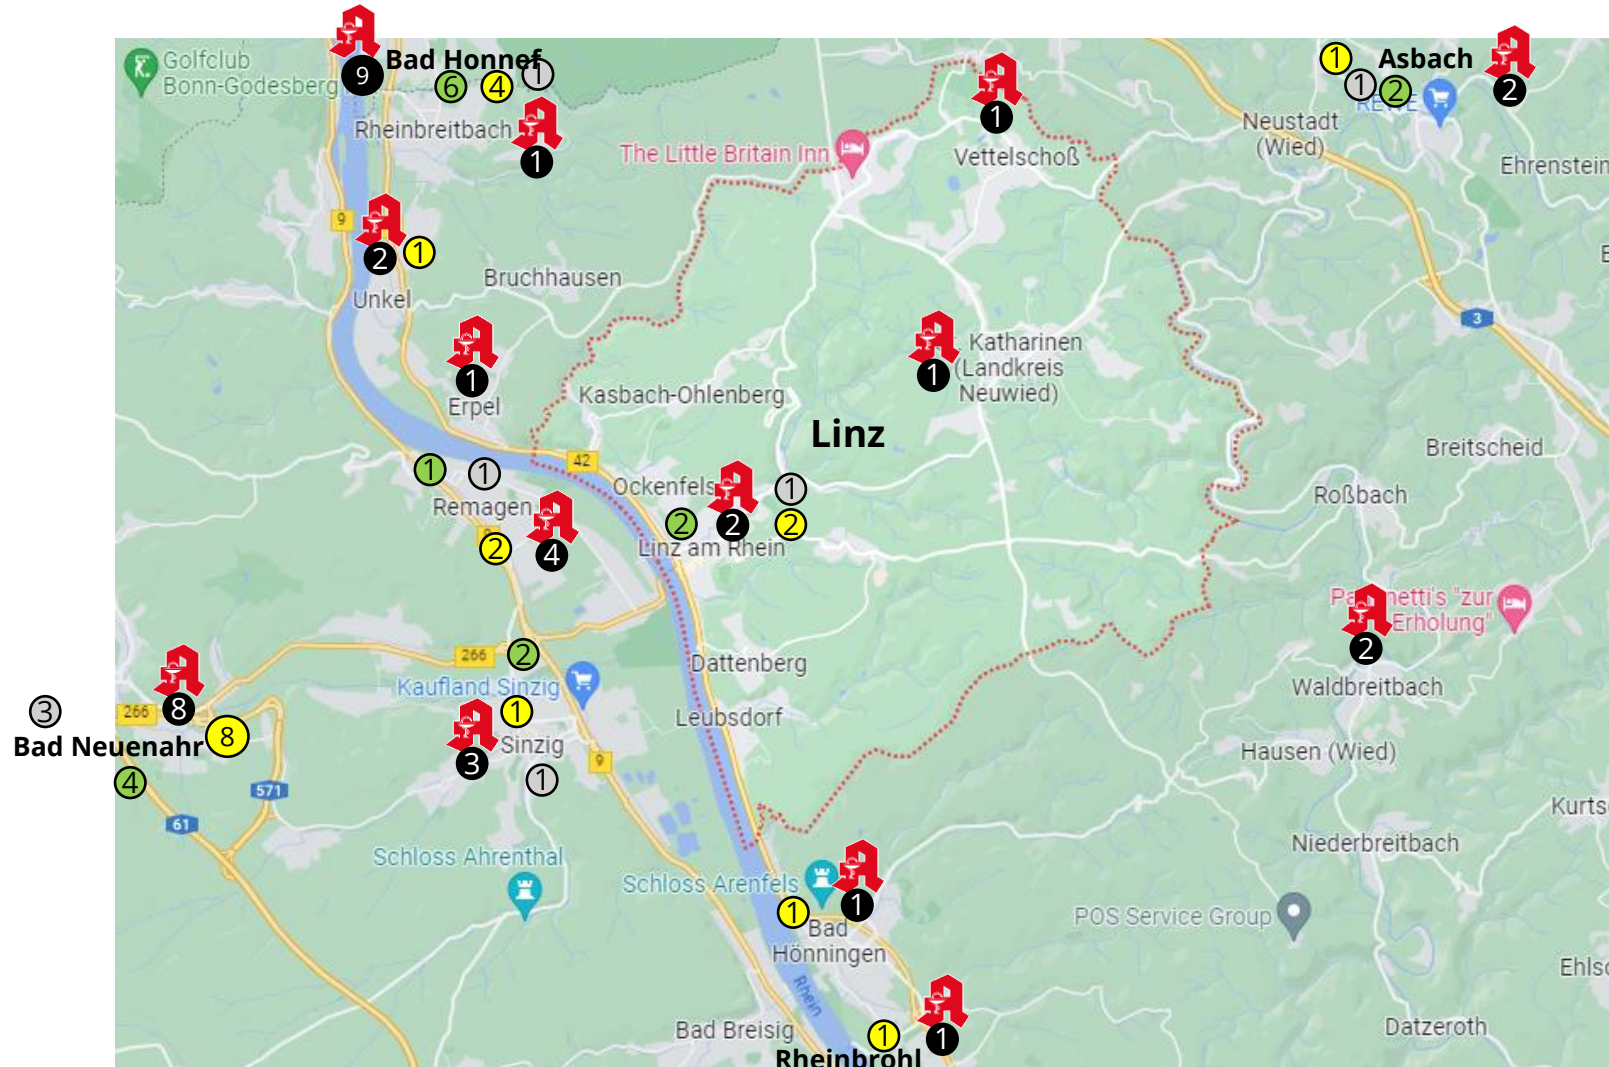 9
Bad Honnef
6
4
1
Golfclub
Bonn-Godesberg
Rheinbreitbach
1
The Little Britain Inn
1
Vettelschoß
1
Asbach
1
2
2
REWE
Neustadt
(Wied)
Ehrenstein
9
2
1
Unkel
Bruchhausen
3
1
Erpel
Kasbach-Ohlenberg
1
Katharinen
(Landkreis
Neuwied)
Linz
Breitscheid
1
1
Remagen
42
4
2
Ockenfels
2
2
1
2
Linz am Rhein
Roßbach
"zur
Erholung"
2
Waldbreitbach
266
2
Kaufland Sinzig
1
Sinzig
3
1
Dattenberg
Leubsdorf
9
3
266
8
8
Bad Neuenahr
4
571
61
Hausen (Wied)
Niederbreitbach
Schloss Ahrenthal
Schloss Arenfels
1
1
Bad
Hönningen
POS Service Group
Rhein
Bad Breisig
1
1
Rheinbrohl
Datzeroth